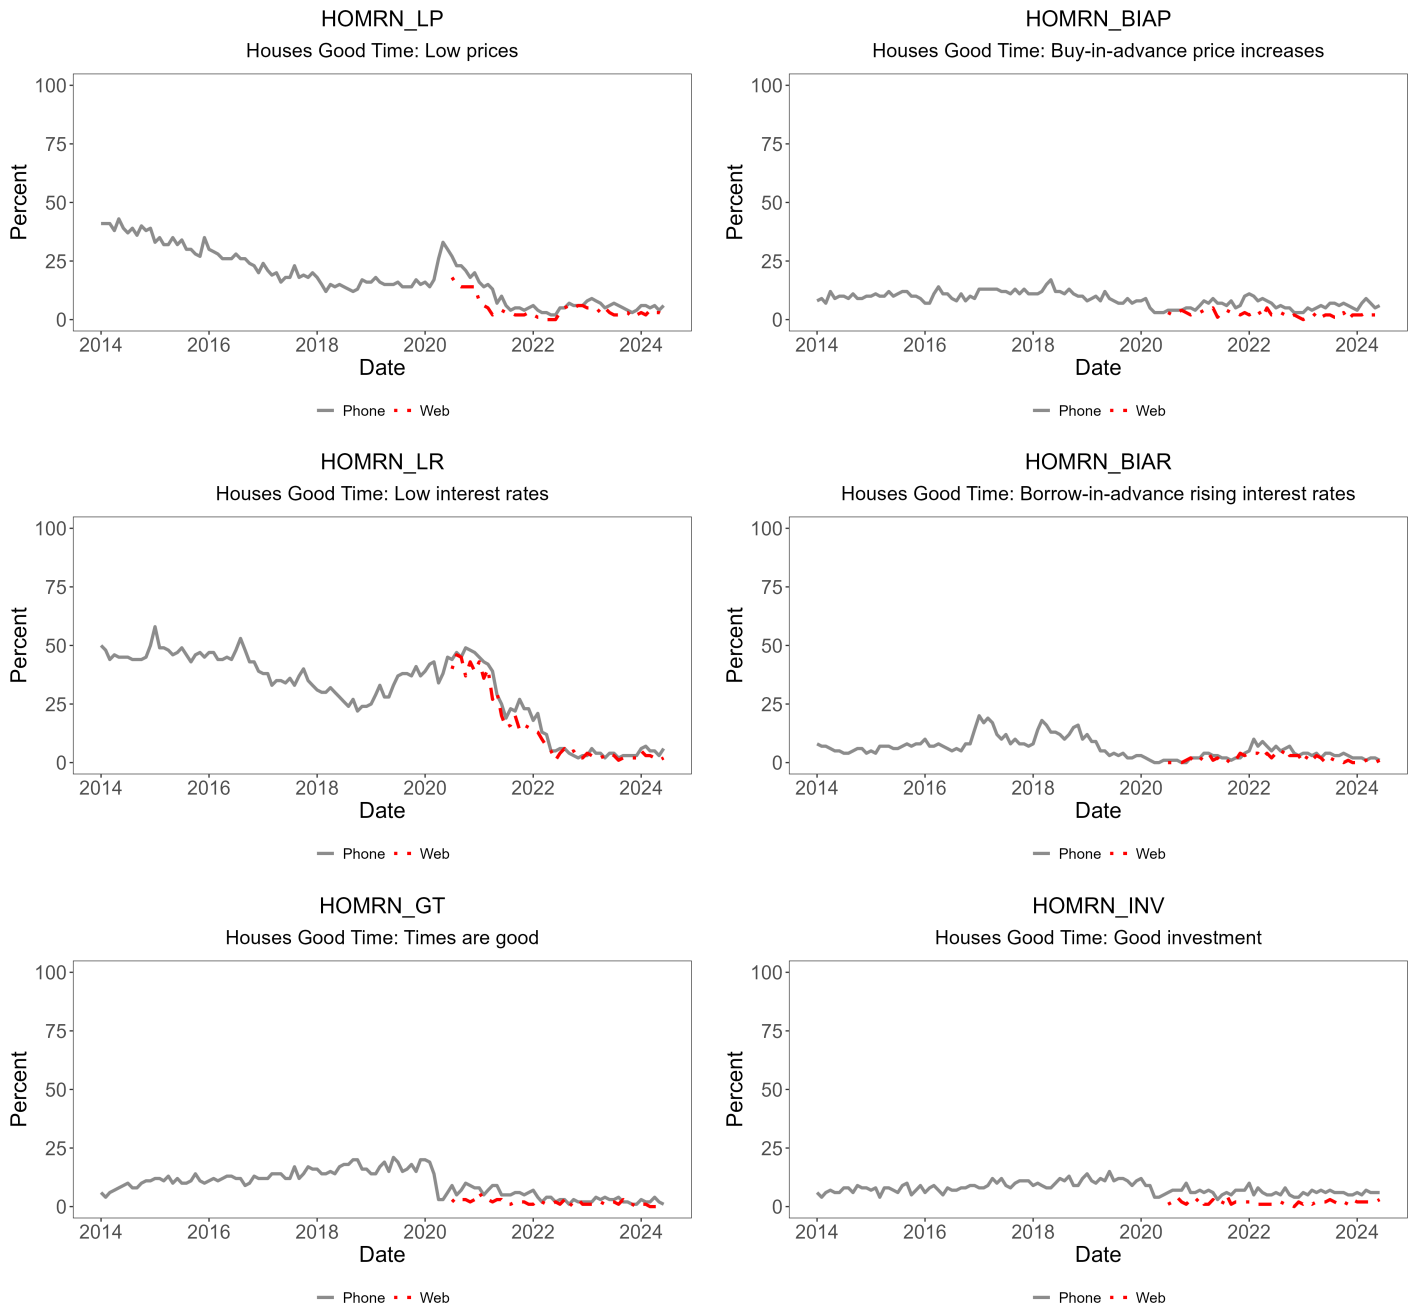 HOMRN_LP
Houses Good Time: Low prices
Percent
100
75
50
25
0
2014 2016 2018 2020 2022 2024
Date
Phone Web
HOMRN_BIAP
Houses Good Time: Buy-in-advance price increases
Percent
100
75
50
25
0
2014 2016 2018 2020 2022 2024
Date
Phone Web
HOMRN_LR
Houses Good Time: Low interest rates
Percent
100
75
50
25
0
2014 2016 2018 2020 2022 2024
Date
Phone Web
HOMRN_BIAR
Houses Good Time: Borrow-in-advance rising interest rates
Percent
100
75
50
25
0
2014 2016 2018 2020 2022 2024
Date
Phone Web
HOMRN_GT
Houses Good Time: Times are good
Percent
100
75
50
25
0
2014 2016 2018 2020 2022 2024
Date
Phone Web
HOMRN_INV
Houses Good Time: Good investment
Percent
100
75
50
25
0
2014 2016 2018 2020 2022 2024
Date
Phone Web